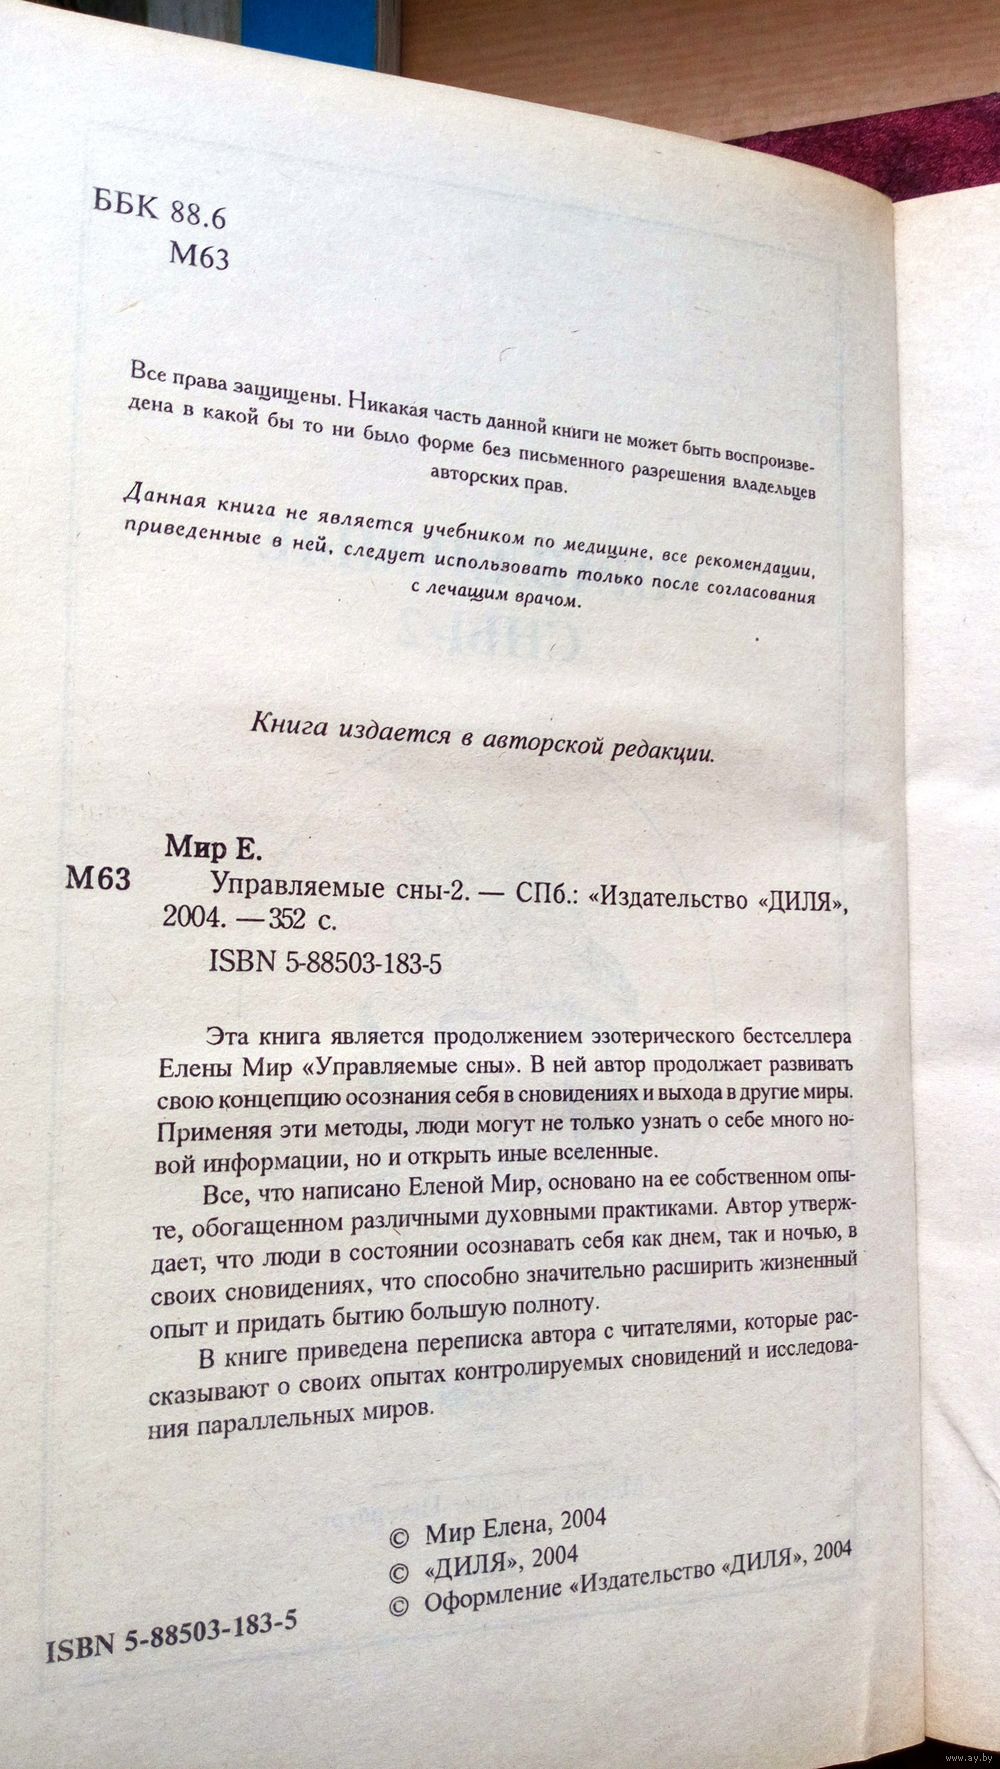 ББК 88.6
М63
Все права защищены. Никакая часть данной книги не может быть воспроизве-
дена в какой бы то ни было форме без письменного разрешения владельцев
авторских прав.
Данная книга не является учебником по медицине, все рекомендации,
приведенные в ней, следует использовать только после согласования
с лечащим врачом.
Книга издается в авторской редакции.
Мир Е.
М63 Управляемые сны-2. — СПб.: «Издательство «ДИЛЯ»,
2004. — 352 с.
ISBN 5-88503-183-5
Эта книга является продолжением эзотерического бестселлера
Елены Мир «Управляемые сны». В ней автор продолжает развивать
свою концепцию осознания себя в сновидениях и выхода в другие миры.
Применяя эти методы, люди могут не только узнать о себе много но-
вой информации, но и открыть иные вселенные.
Все, что написано Еленой Мир, основано на ее собственном опы-
те, обогащенном различными духовными практиками. Автор утверж-
дает, что люди в состоянии осознавать себя как днем, так и ночью, в
своих сновидениях, что способно значительно расширить жизненный
опыт и придать бытию большую полноту.
В книге приведена переписка автора с читателями, которые рас-
сказывают о своих опытах контролируемых сновидений и исследова-
ния параллельных миров.
© Мир Елена, 2004
© «ДИЛЯ», 2004
© Оформление «Издательство «ДИЛЯ», 2004
ISBN 5-88503-183-5
www.ay.by